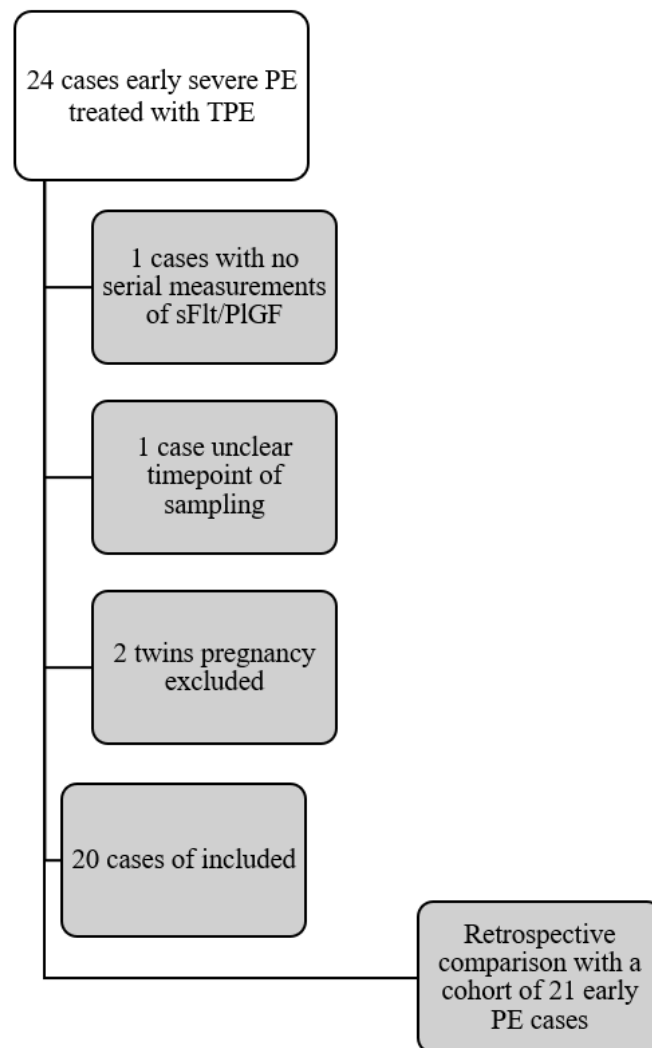 24 cases early severe PE
treated with TPE
1 cases with no
serial measurements
of sFlt/PlGF
1 case unclear
timepoint of
sampling
2 twins pregnancy
excluded
20 cases of included
Retrospective
comparison with a
cohort of 21 early
PE cases